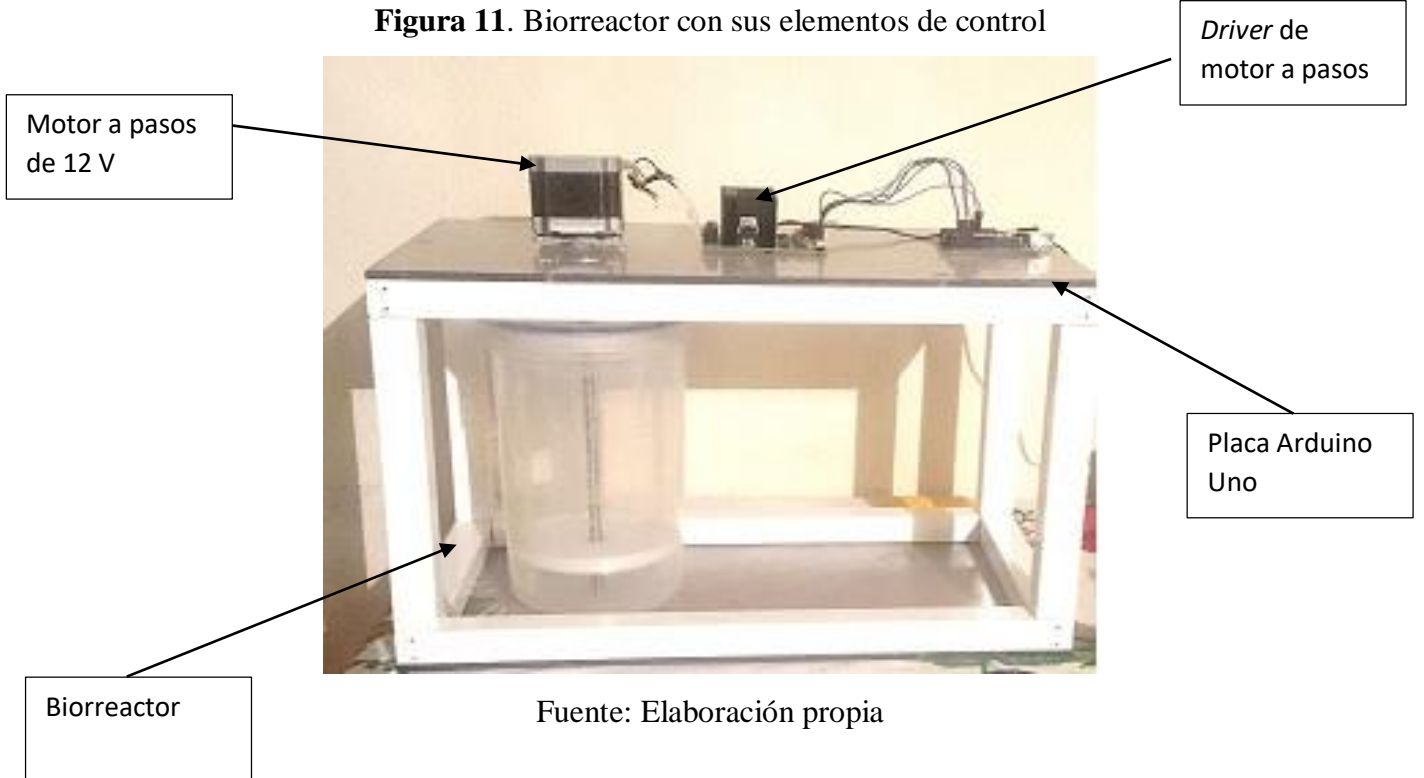 Figura 11. Biorreactor con sus elementos de control
Driver de
motor a pasos
Motor a pasos
de 12 V
Placa Arduino
Uno
Biorreactor
Fuente: Elaboración propia